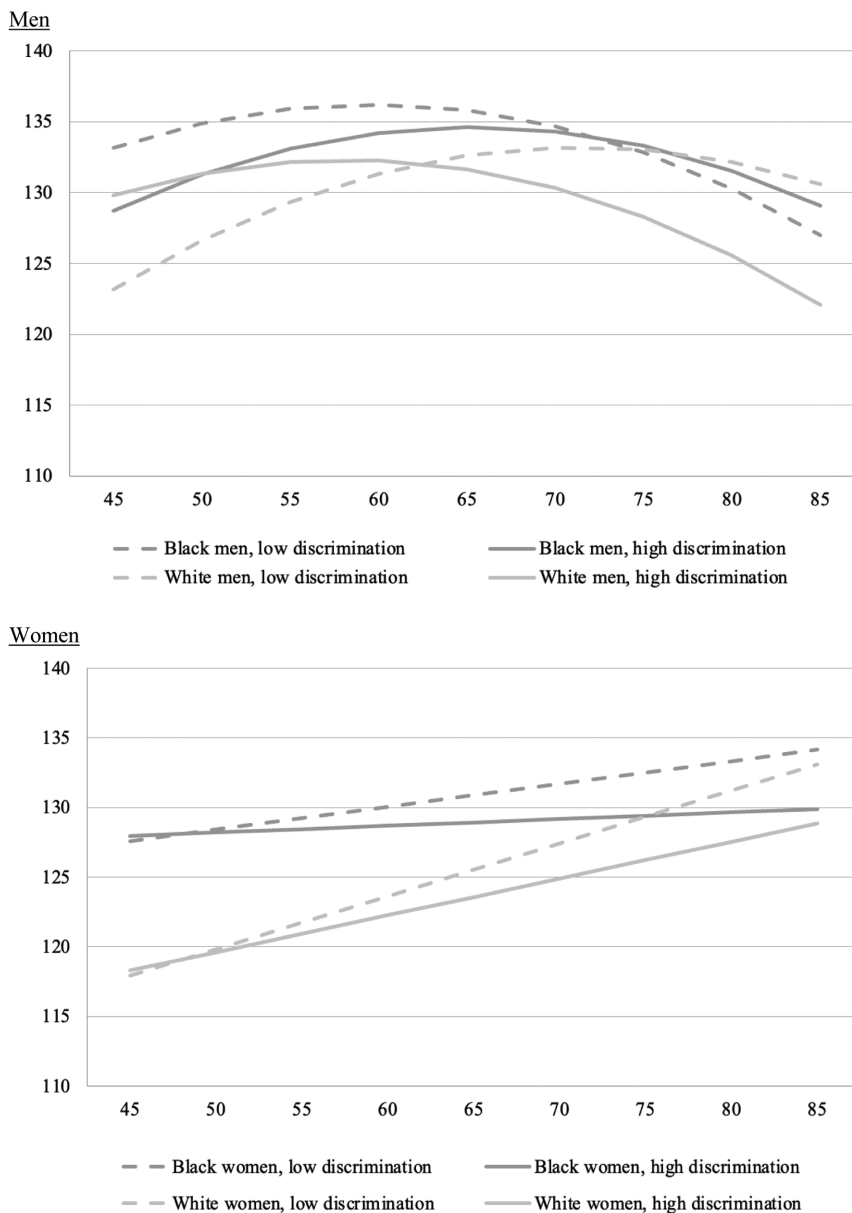 Men
140
135
130
125
120
115
110
45 50 55 60 65 70 75 80 85
Black men, low discrimination Black men, high discrimination
White men, low discrimination White men, high discrimination
Women
140
135
130
125
120
115
110
45 50 55 60 65 70 75 80 85
Black women, low discrimination Black women, high discrimination
White women, low discrimination White women, high discrimination